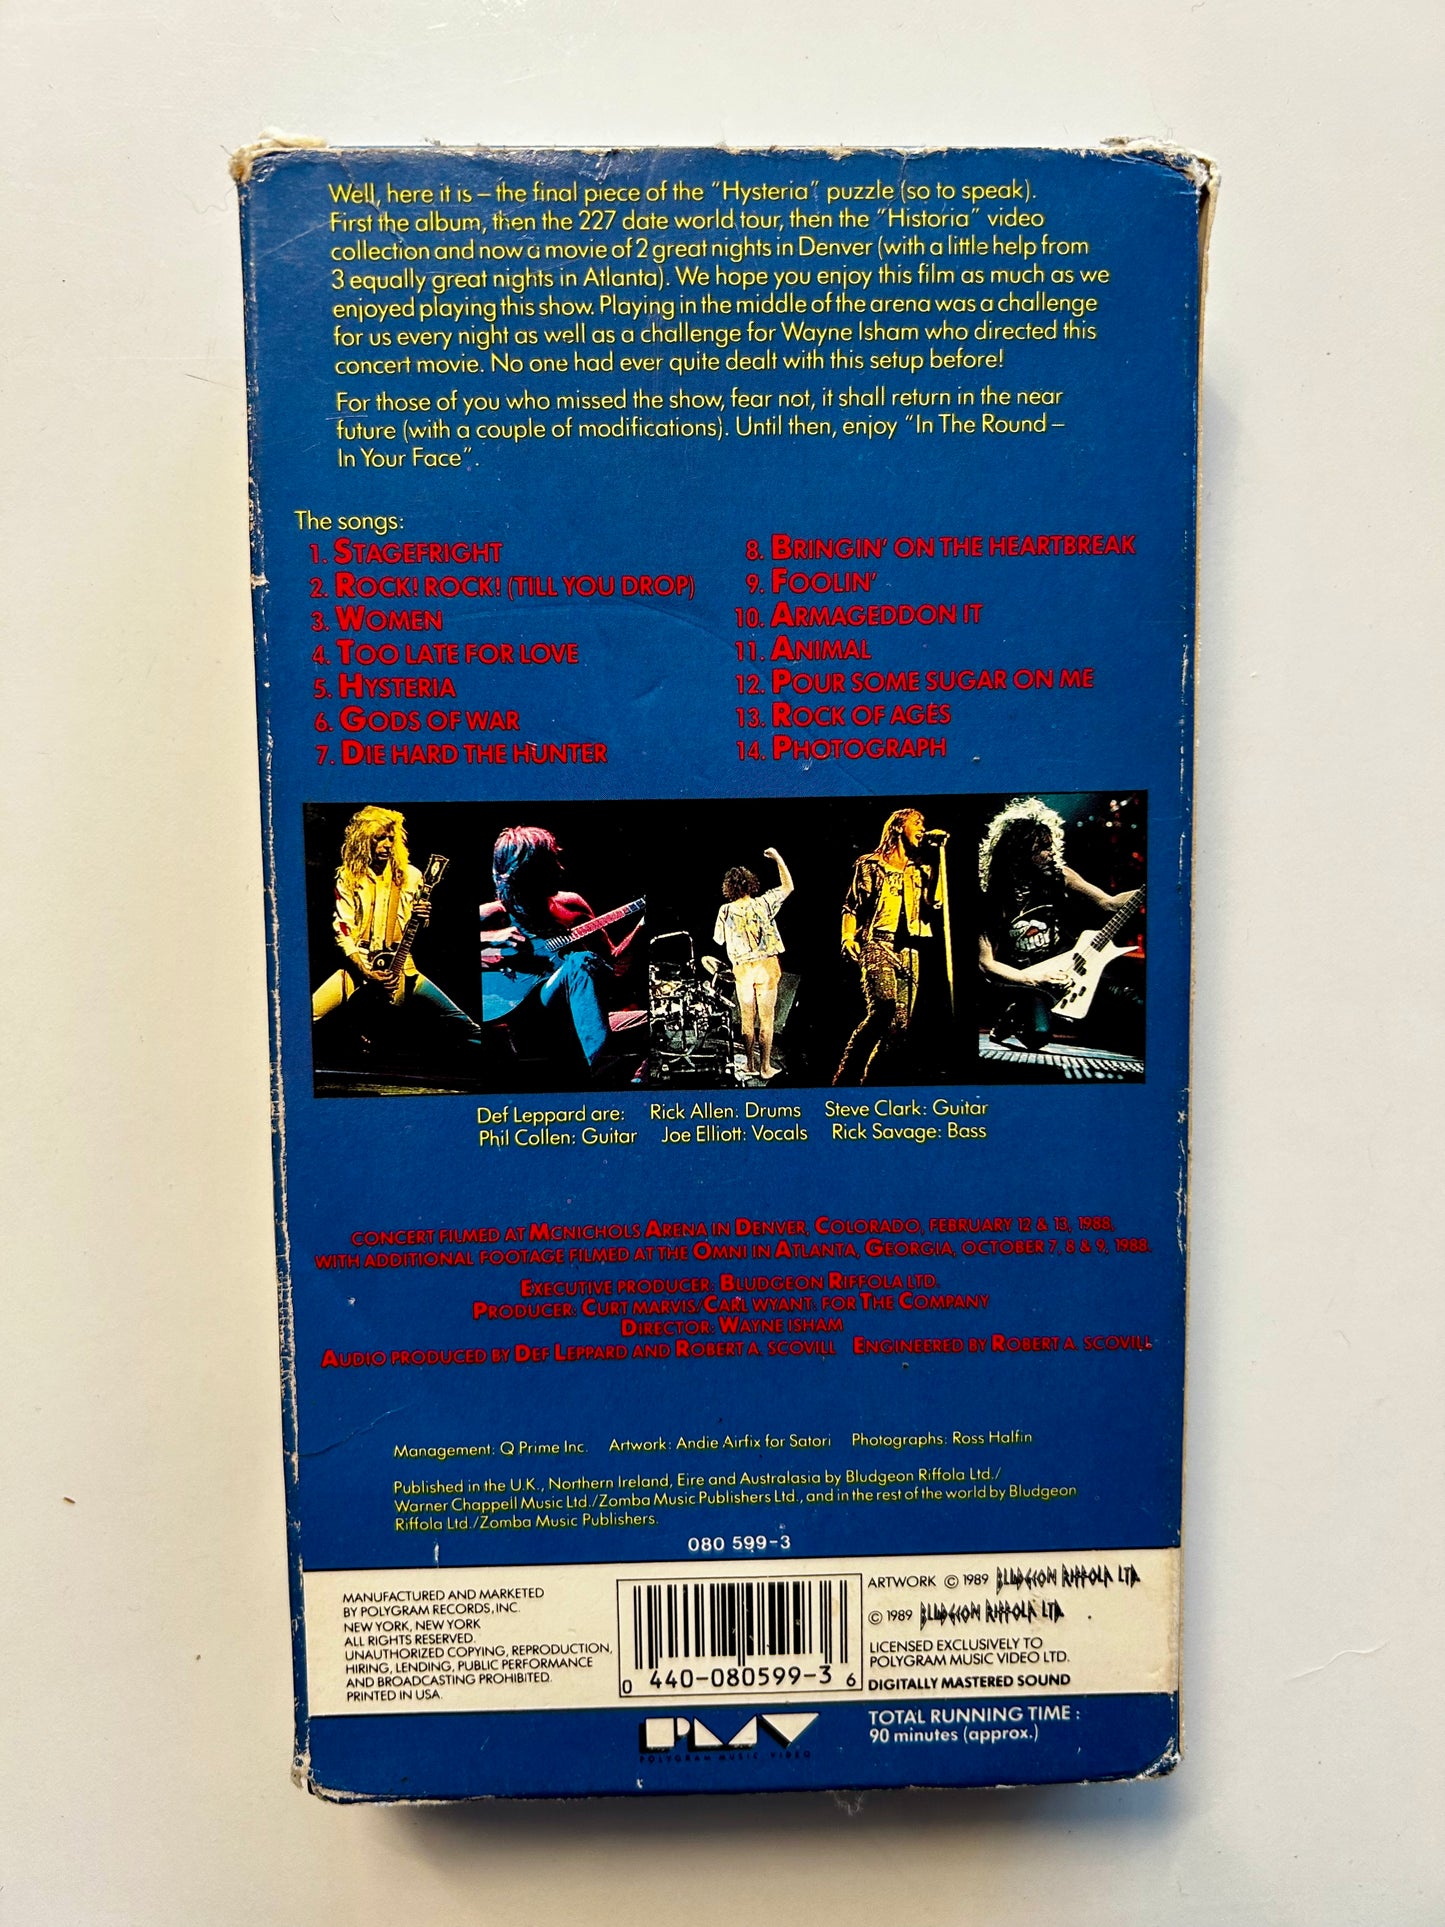 Well, here it is – the final piece of the "Hysteria" puzzle (so to speak).
First the album, then the 227 date world tour, then the "Historia" video
collection and now a movie of 2 great nights in Denver (with a little help from
3 equally great nights in Atlanta). We hope you enjoy this film as much as we
enjoyed playing this show. Playing in the middle of the arena was a challenge
for us every night as well as a challenge for Wayne Isham who directed this
concert movie. No one had ever quite dealt with this setup before!
For those of you who missed the show, fear not, it shall return in the near
future (with a couple of modifications). Until then, enjoy "In The Round –
In Your Face".
The songs:
1. STAGEFRIGHT
2. ROCK! ROCK! (TILL YOU DROP)
3. WOMEN
4. TOO LATE FOR LOVE
5. HYSTERIA
6. GODS OF WAR
7. DIE HARD THE HUNTER
8. BRINGIN' ON THE HEARTBREAK
9. FOOLIN'
10. ARMAGEDDON IT
11. ANIMAL
12. POUR SOME SUGAR ON ME
13. ROCK OF AGES
14. PHOTOGRAPH
Def Leppard are: Rick Allen: Drums Steve Clark: Guitar
Phil Collen: Guitar Joe Elliott: Vocals Rick Savage: Bass
CONCERT FILMED AT MCNICHOLS ARENA IN DENVER, COLORADO, FEBRUARY 12 & 13, 1988,
WITH ADDITIONAL FOOTAGE FILMED AT THE OMNI IN ATLANTA, GEORGIA, OCTOBER 7, 8 & 9, 1988.
EXECUTIVE PRODUCER: BLUDGEON RIFFOLA LTD.
PRODUCER: CURT MARVIS/CARL WYANT: FOR THE COMPANY
DIRECTOR: WAYNE ISHAM
AUDIO PRODUCED BY DEF LEPPARD AND ROBERT A. SCOVILL ENGINEERED BY ROBERT A. SCOVILL
Management: Q Prime Inc. Artwork: Andie Airfix for Satori Photographs: Ross Halfin
Published in the U.K., Northern Ireland, Eire and Australasia by Bludgeon Riffola Ltd./
Warner Chappell Music Ltd./Zomba Music Publishers Ltd., and in the rest of the world by Bludgeon
Riffola Ltd./Zomba Music Publishers.
080 599-3
MANUFACTURED AND MARKETED
BY POLYGRAM RECORDS, INC.
NEW YORK, NEW YORK
ALL RIGHTS RESERVED.
UNAUTHORIZED COPYING, REPRODUCTION,
HIRING, LENDING, PUBLIC PERFORMANCE
AND BROADCASTING PROHIBITED.
PRINTED IN USA.
0 440-080599-3 6
ARTWORK © 1989 BLUDGEON RIFFOLA LTD.
© 1989 BLUDGEON RIFFOLA LTD.
LICENSED EXCLUSIVELY TO
POLYGRAM MUSIC VIDEO LTD.
DIGITALLY MASTERED SOUND
PMV
POLYGRAM MUSIC VIDEO
TOTAL RUNNING TIME :
90 minutes (approx.)